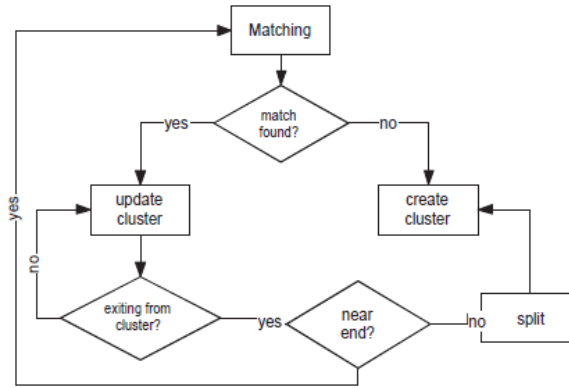 Matching
match
found?
yes
no
update
cluster
create
cluster
yes
no
exiting from
cluster?
yes
near
end?
no
split